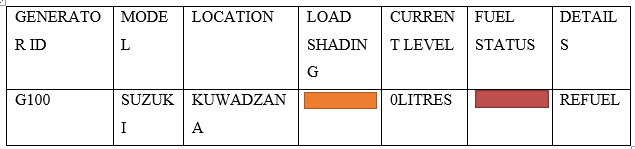 GENERATO
R ID
MODE
L
LOCATION
LOAD
SHADIN
G
CURREN
T LEVEL
FUEL
STATUS
DETAIL
S
G100
SUZUK
I
KUWADZAN
A
0LITRES
REFUEL